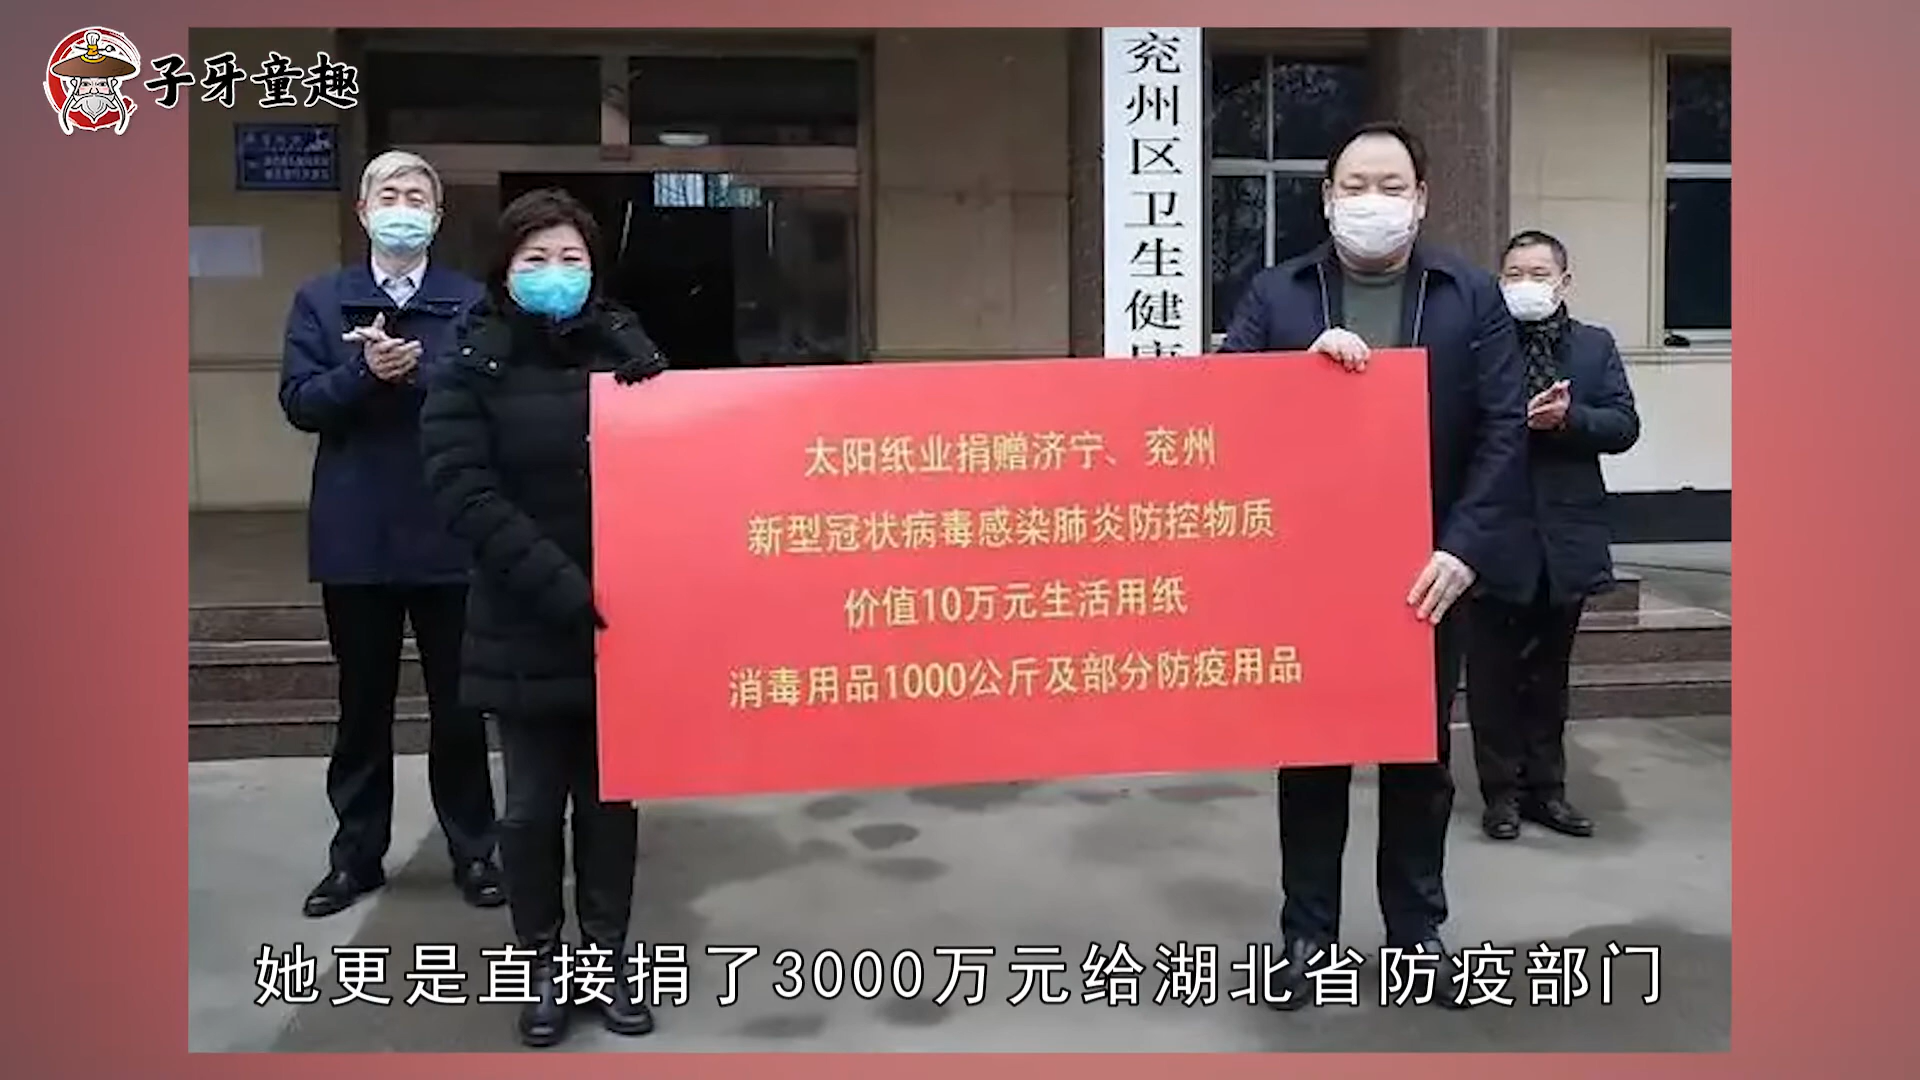 子牙童趣
兖州区卫生健康
太阳纸业捐赠济宁、兖州
新型冠状病毒感染肺炎防控物质
价值10万元生活用纸
消毒用品1000公斤及部分防疫用品
她更是直接捐了3000万元给湖北省防疫部门